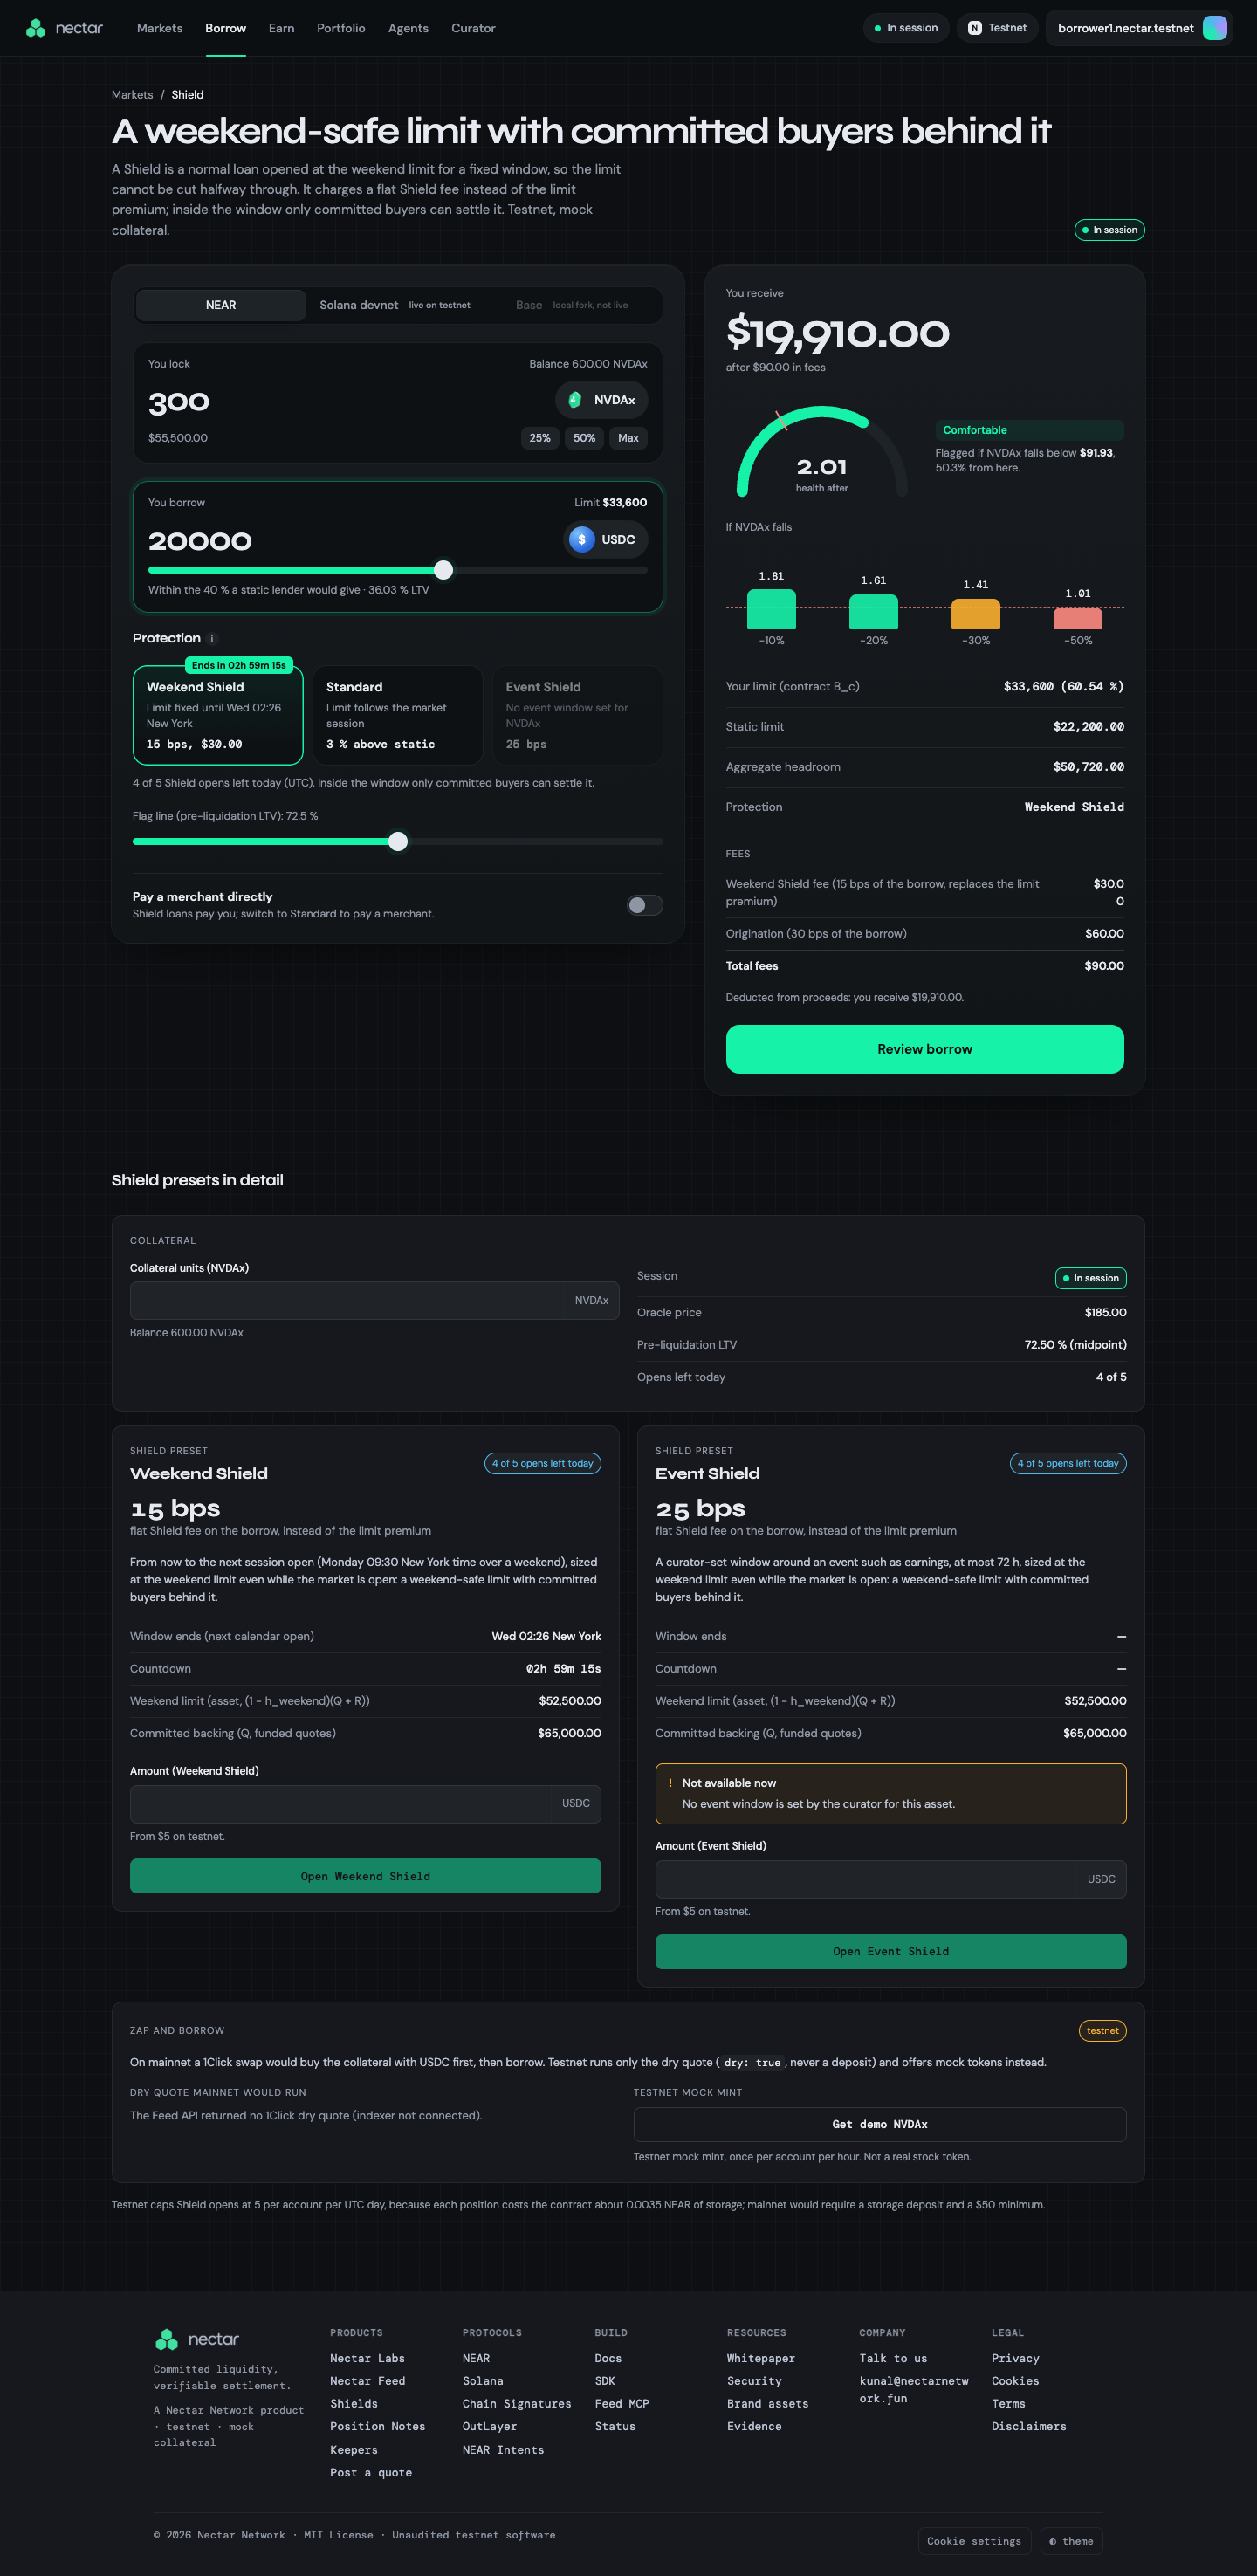 nectar
Markets
Borrow
Earn
Portfolio
Agents
Curator
In session
N Testnet
borrower1.nectar.testnet
Markets / Shield
A weekend-safe limit with committed buyers behind it
A Shield is a normal loan opened at the weekend limit for a fixed window, so the limit
cannot be cut halfway through. It charges a flat Shield fee instead of the limit
premium; inside the window only committed buyers can settle it. Testnet, mock
collateral.
In session
NEAR
Solana devnet live on testnet
Base local fork, not live
You lock
Balance 600.00 NVDAx
300
NVDAx
$55,500.00
25%
50%
Max
You borrow
Limit $33,600
20000
$ USDC
Within the 40 % a static lender would give · 36.03 % LTV
Protection i
Ends in 02h 59m 15s
Weekend Shield
Limit fixed until Wed 02:26
New York
15 bps, $30.00
Standard
Limit follows the market
session
3 % above static
Event Shield
No event window set for
NVDAx
25 bps
4 of 5 Shield opens left today (UTC). Inside the window only committed buyers can settle it.
Flag line (pre-liquidation LTV): 72.5 %
Pay a merchant directly
Shield loans pay you; switch to Standard to pay a merchant.
You receive
$19,910.00
after $90.00 in fees
2.01
health after
Comfortable
Flagged if NVDAx falls below $91.93,
50.3% from here.
If NVDAx falls
1.81
1.61
1.41
1.01
-10%
-20%
-30%
-50%
Your limit (contract B_c)
$33,600 (60.54 %)
Static limit
$22,200.00
Aggregate headroom
$50,720.00
Protection
Weekend Shield
FEES
Weekend Shield fee (15 bps of the borrow, replaces the limit
premium)
$30.0
0
Origination (30 bps of the borrow)
$60.00
Total fees
$90.00
Deducted from proceeds: you receive $19,910.00.
Review borrow
Shield presets in detail
COLLATERAL
Collateral units (NVDAx)
NVDAx
Balance 600.00 NVDAx
Session
In session
Oracle price
$185.00
Pre-liquidation LTV
72.50 % (midpoint)
Opens left today
4 of 5
SHIELD PRESET
Weekend Shield
4 of 5 opens left today
15 bps
flat Shield fee on the borrow, instead of the limit premium
From now to the next session open (Monday 09:30 New York time over a weekend), sized
at the weekend limit even while the market is open: a weekend-safe limit with committed
buyers behind it.
Window ends (next calendar open)
Wed 02:26 New York
Countdown
02h 59m 15s
Weekend limit (asset, (1 - h_weekend)(Q + R))
$52,500.00
Committed backing (Q, funded quotes)
$65,000.00
Amount (Weekend Shield)
USDC
From $5 on testnet.
Open Weekend Shield
SHIELD PRESET
Event Shield
4 of 5 opens left today
25 bps
flat Shield fee on the borrow, instead of the limit premium
A curator-set window around an event such as earnings, at most 72 h, sized at the
weekend limit even while the market is open: a weekend-safe limit with committed
buyers behind it.
Window ends
—
Countdown
—
Weekend limit (asset, (1 - h_weekend)(Q + R))
$52,500.00
Committed backing (Q, funded quotes)
$65,000.00
! Not available now
No event window is set by the curator for this asset.
Amount (Event Shield)
USDC
From $5 on testnet.
Open Event Shield
ZAP AND BORROW
testnet
On mainnet a 1Click swap would buy the collateral with USDC first, then borrow. Testnet runs only the dry quote ( dry: true , never a deposit) and offers mock tokens instead.
DRY QUOTE MAINNET WOULD RUN
The Feed API returned no 1Click dry quote (indexer not connected).
TESTNET MOCK MINT
Get demo NVDAx
Testnet mock mint, once per account per hour. Not a real stock token.
Testnet caps Shield opens at 5 per account per UTC day, because each position costs the contract about 0.0035 NEAR of storage; mainnet would require a storage deposit and a $50 minimum.
nectar
Committed liquidity,
verifiable settlement.
A Nectar Network product
· testnet · mock
collateral
PRODUCTS
Nectar Labs
Nectar Feed
Shields
Position Notes
Keepers
Post a quote
PROTOCOLS
NEAR
Solana
Chain Signatures
OutLayer
NEAR Intents
BUILD
Docs
SDK
Feed MCP
Status
RESOURCES
Whitepaper
Security
Brand assets
Evidence
COMPANY
Talk to us
kunal@nectarnetw
ork.fun
LEGAL
Privacy
Cookies
Terms
Disclaimers
© 2026 Nectar Network · MIT License · Unaudited testnet software
Cookie settings
◐ theme